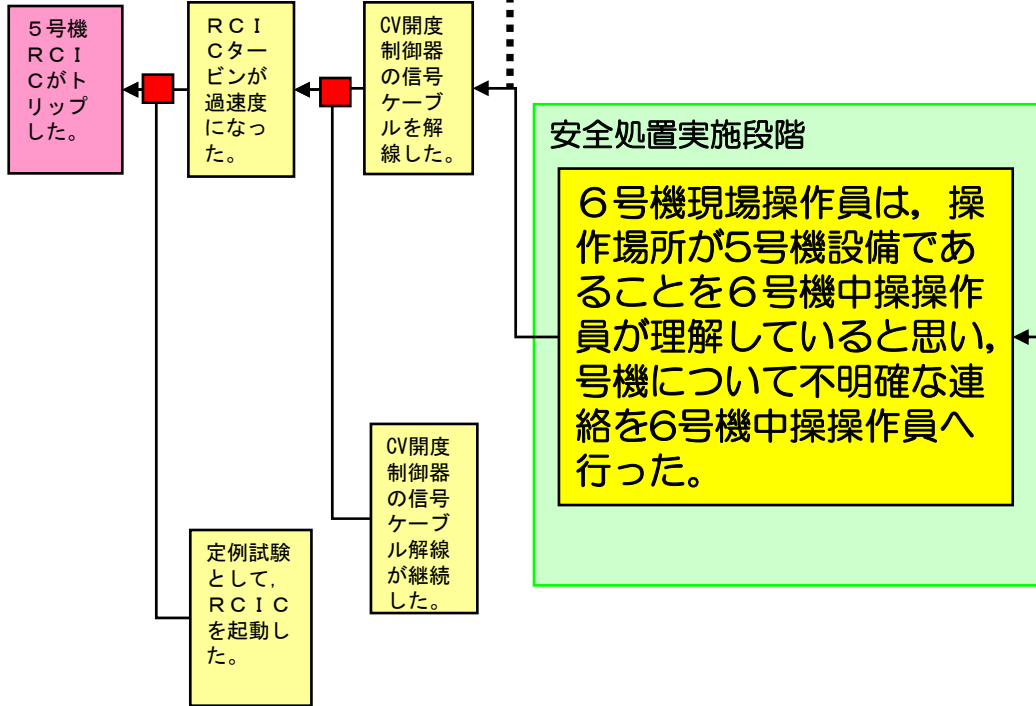 ５号機
ＲＣＩ
Ｃがト
リップ
した。
ＲＣＩ
Ｃター
ビンが
過速度
になっ
た。
CV開度
制御器
の信号
ケーブ
ルを解
線した。
安全処置実施段階
６号機現場操作員は，操
作場所が5号機設備であ
ることを６号機中操操作
員が理解していると思い，
号機について不明確な連
絡を6号機中操操作員へ
行った。
CV開度
制御器
の信号
ケーブ
ル解線
が継続
した。
定例試験
として，
ＲＣＩＣ
を起動し
た。